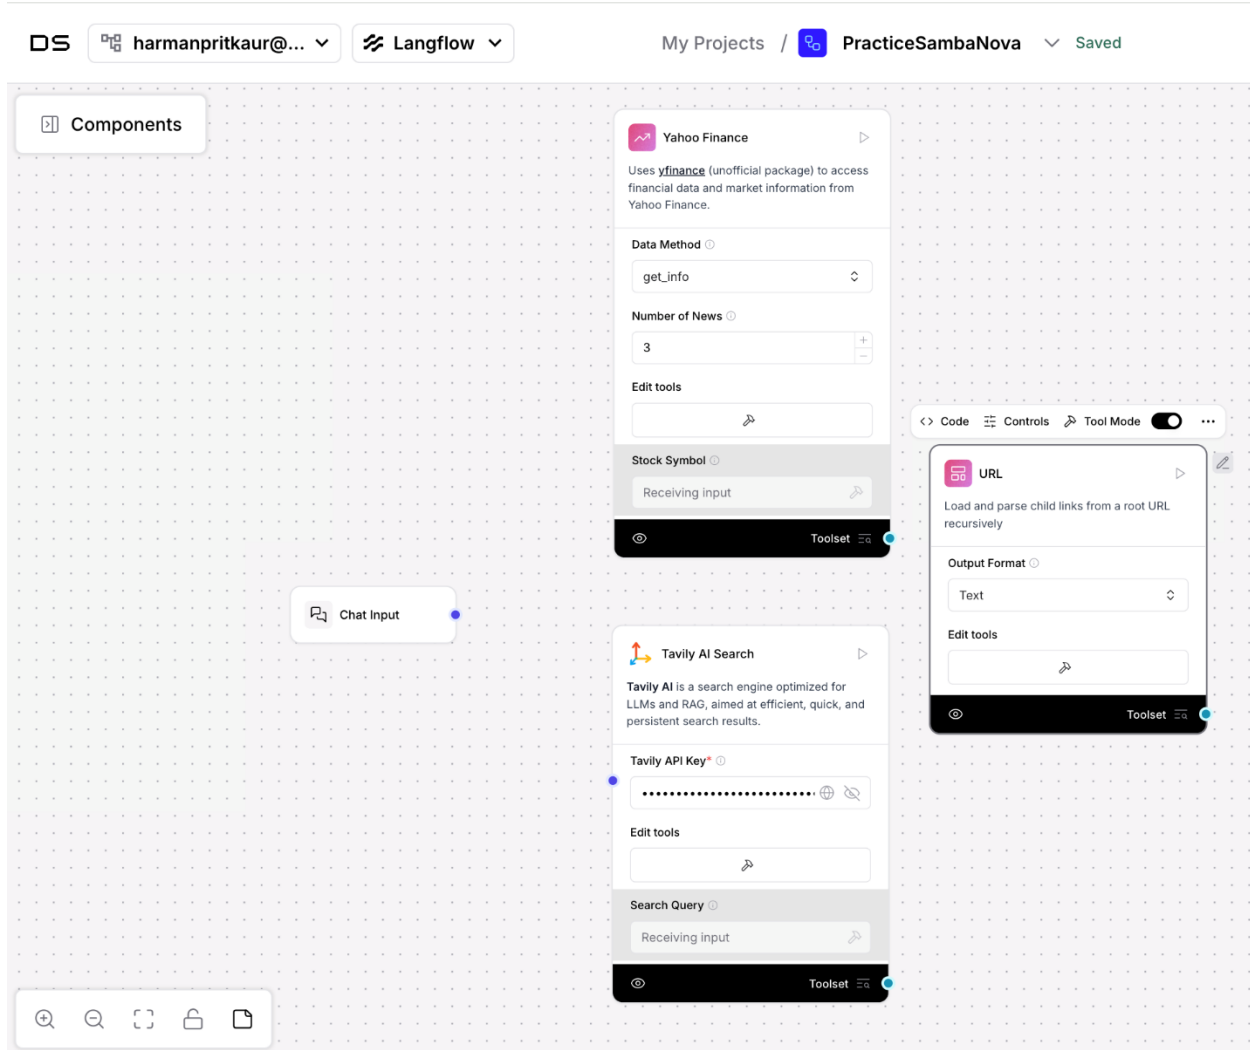 DS
harmanpritkaur@...
Langflow
My Projects / PracticeSambaNova
Saved
Components
Yahoo Finance
Uses yfinance (unofficial package) to access
financial data and market information from
Yahoo Finance.
Data Method
get_info
Number of News
3
Edit tools
Stock Symbol
Receiving input
Toolset
Code
Controls
Tool Mode
URL
Load and parse child links from a root URL
recursively
Output Format
Text
Edit tools
Toolset
Chat Input
Tavily AI Search
Tavily AI is a search engine optimized for
LLMs and RAG, aimed at efficient, quick, and
persistent search results.
Tavily API Key*
••••••••••••••••••••••••••
Edit tools
Search Query
Receiving input
Toolset